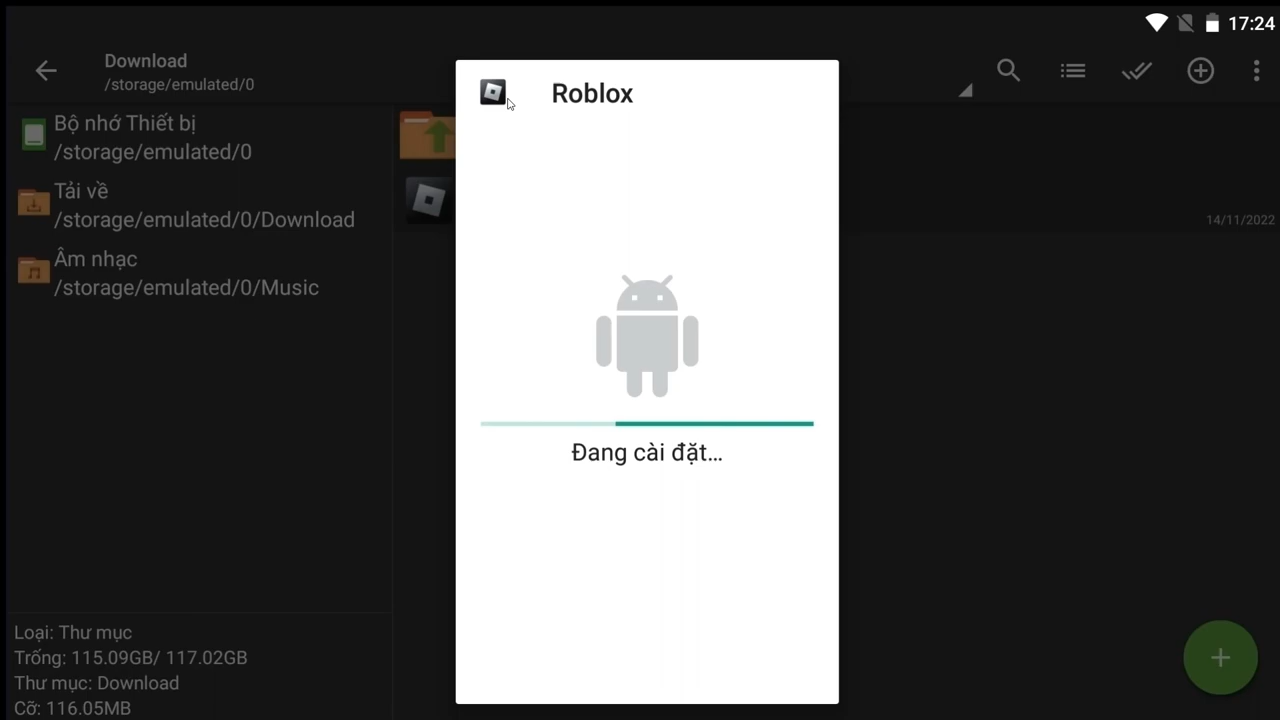 17:24
Download
/storage/emulated/0
Bộ nhớ Thiết bị
/storage/emulated/0
Tải về
/storage/emulated/0/Download
Âm nhạc
/storage/emulated/0/Music
Roblox
Đang cài đặt...
14/11/2022
Loại: Thư mục
Trống: 115.09GB/ 117.02GB
Thư mục: Download
Cỡ: 116.05MB